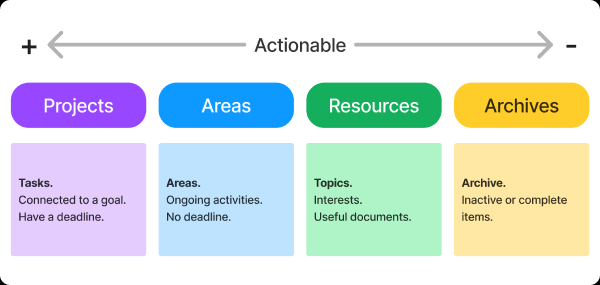 + Actionable -
Projects Areas Resources Archives
Tasks.
Connected to a goal.
Have a deadline.
Areas.
Ongoing activities.
No deadline.
Topics.
Interests.
Useful documents.
Archive.
Inactive or complete
items.